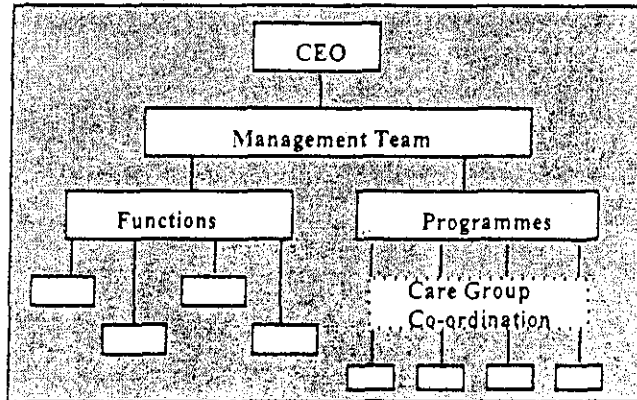 CEO
Management Team
Functions
Programmes
Care Group
Co-ordination